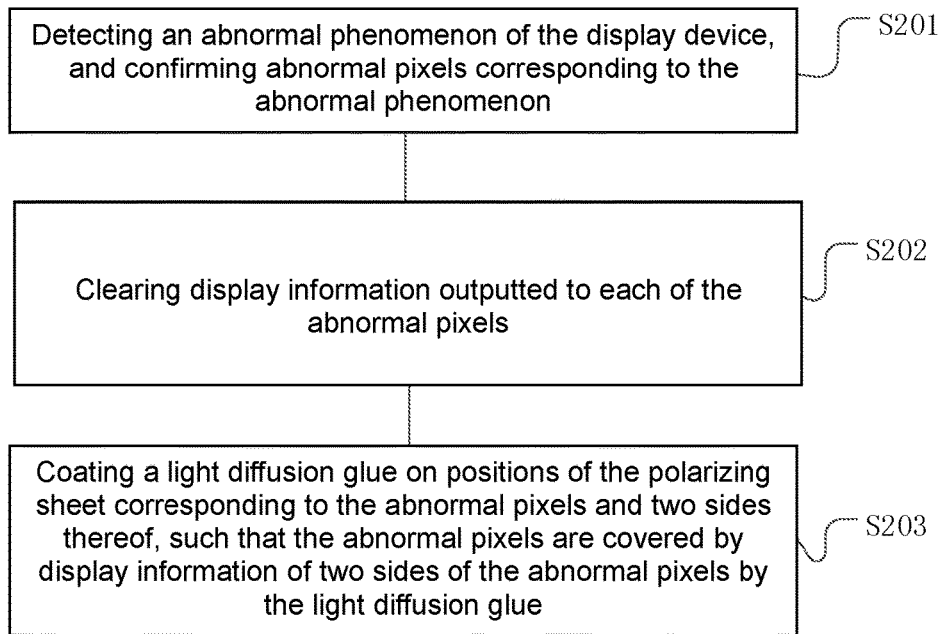 Detecting an abnormal phenomenon of the display device,
and confirming abnormal pixels corresponding to the
abnormal phenomenon
S201
Clearing display information outputted to each of the
abnormal pixels
S202
Coating a light diffusion glue on positions of the polarizing
sheet corresponding to the abnormal pixels and two sides
thereof, such that the abnormal pixels are covered by
display information of two sides of the abnormal pixels by
the light diffusion glue
S203